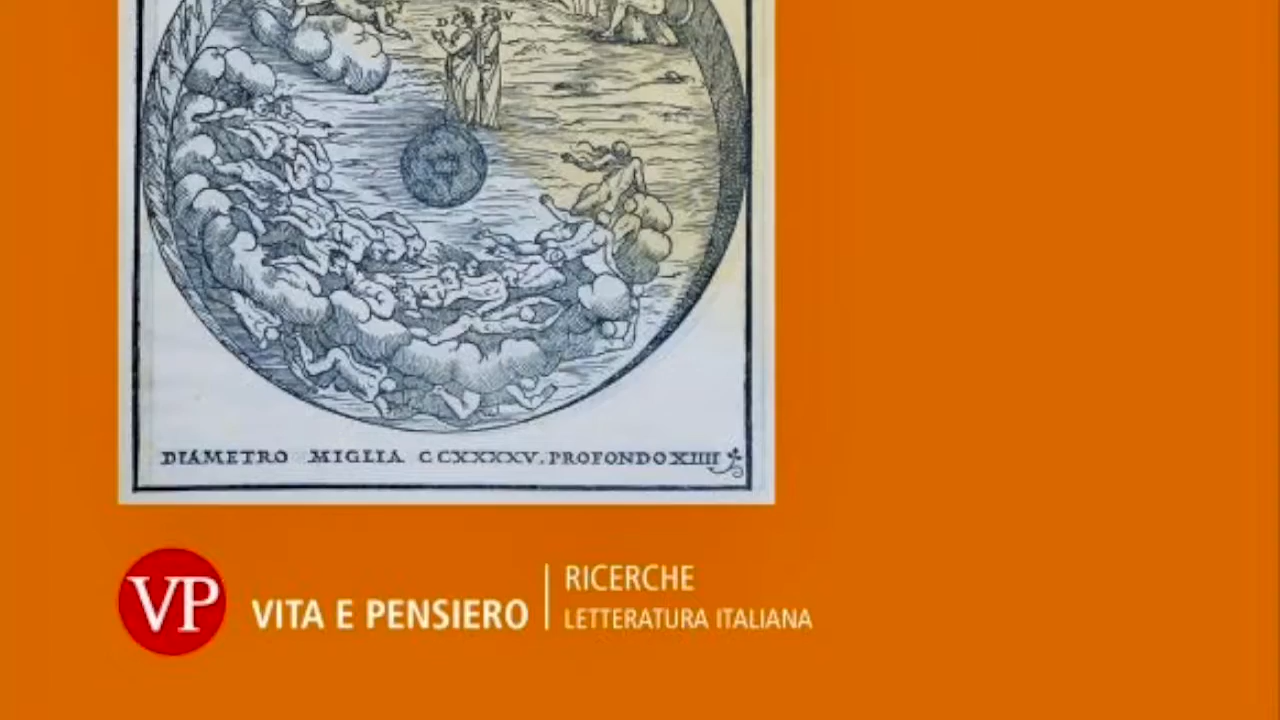 D V
DIAMETRO MIGLIA CCXXXXV. PROFONDO XIIII
VP
VITA E PENSIERO
RICERCHE
LETTERATURA ITALIANA